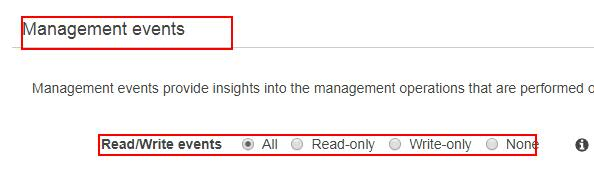 Management events
Management events provide insights into the management operations that are performed o
Read/Write events All Read-only Write-only None